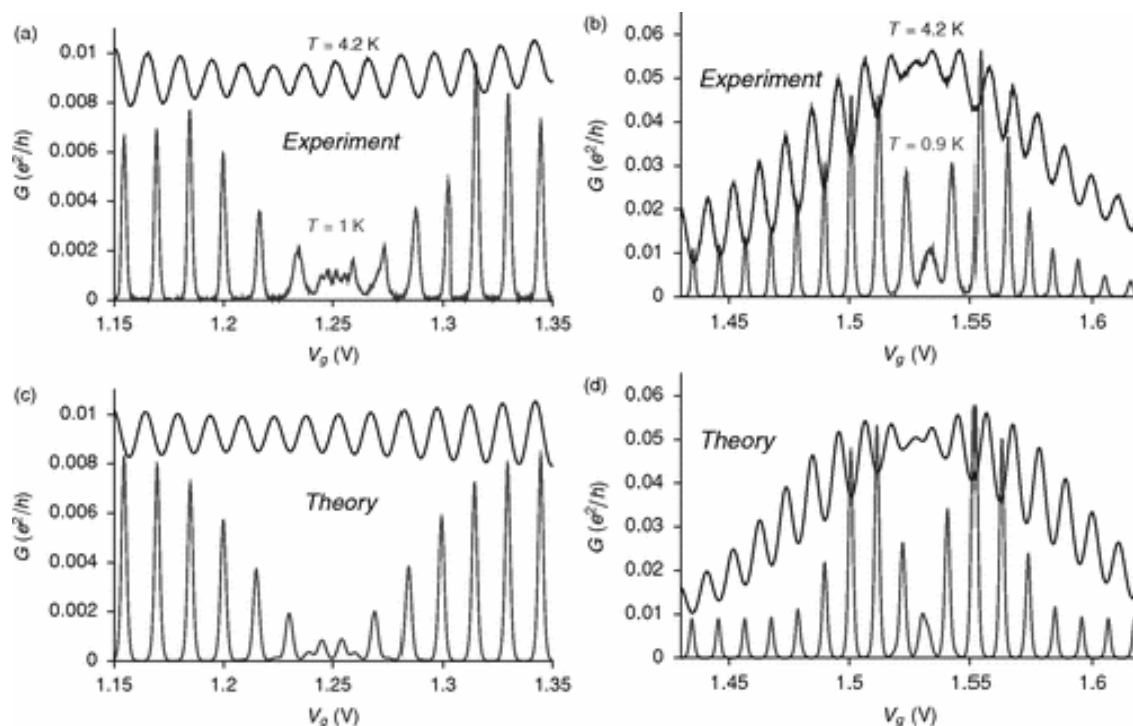 (a)
T = 4.2 K
0.01
0.008
Experiment
0.006
G (e²/h)
0.004
T = 1 K
0.002
0
1.15
1.2
1.25
1.3
1.35
V_g (V)
(b)
T = 4.2 K
0.06
0.05
Experiment
0.04
T = 0.9 K
G (e²/h)
0.03
0.02
0.01
0
1.45
1.5
1.55
1.6
V_g (V)
(c)
0.01
0.008
Theory
0.006
G (e²/h)
0.004
0.002
0
1.15
1.2
1.25
1.3
1.35
V_g (V)
(d)
0.06
0.05
Theory
0.04
G (e²/h)
0.03
0.02
0.01
0
1.45
1.5
1.55
1.6
V_g (V)